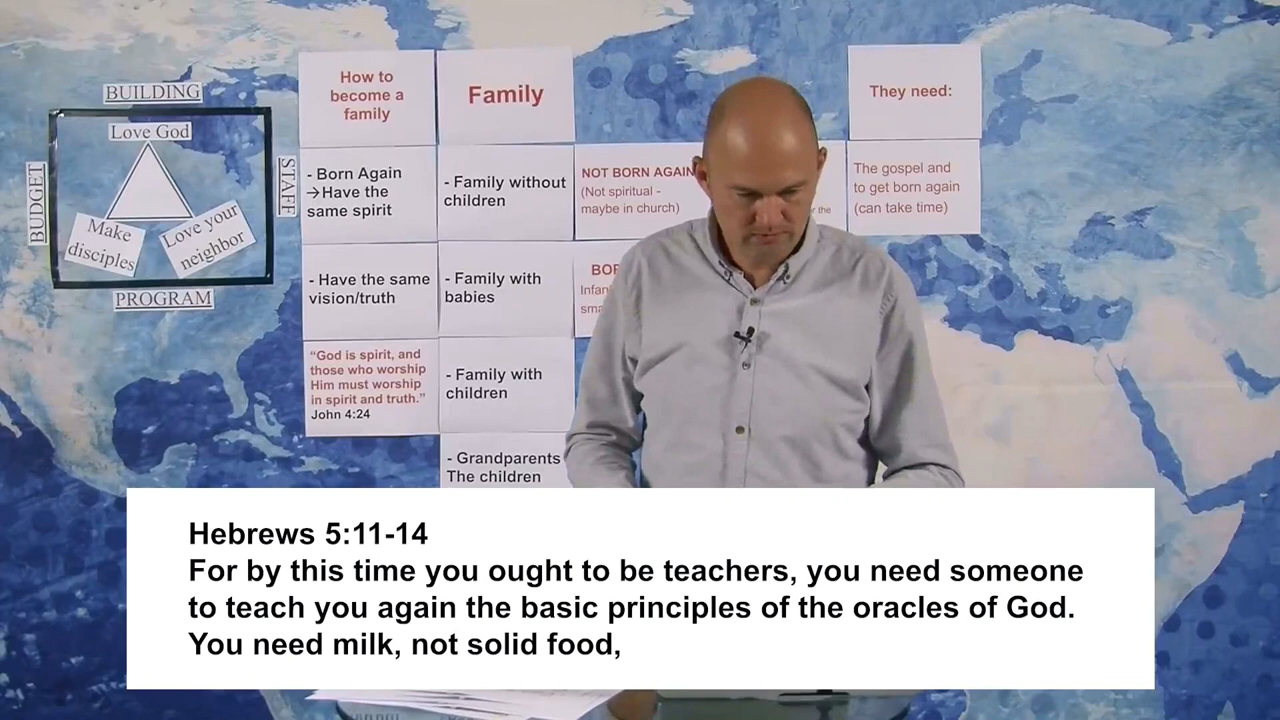 BUILDING
Love God
BUDGET
STAFF
Make
disciples
Love your
neighbor
PROGRAM
How to
become a
family
- Born Again
→Have the
same spirit
- Have the same
vision/truth
“God is spirit, and
those who worship
Him must worship
in spirit and truth.”
John 4:24
Family
- Family without
children
- Family with
babies
- Family with
children
- Grandparents
The children
NOT BORN AGAIN
(Not spiritual -
maybe in church)
the
They need:
The gospel and
to get born again
(can take time)
Hebrews 5:11-14
For by this time you ought to be teachers, you need someone
to teach you again the basic principles of the oracles of God.
You need milk, not solid food,